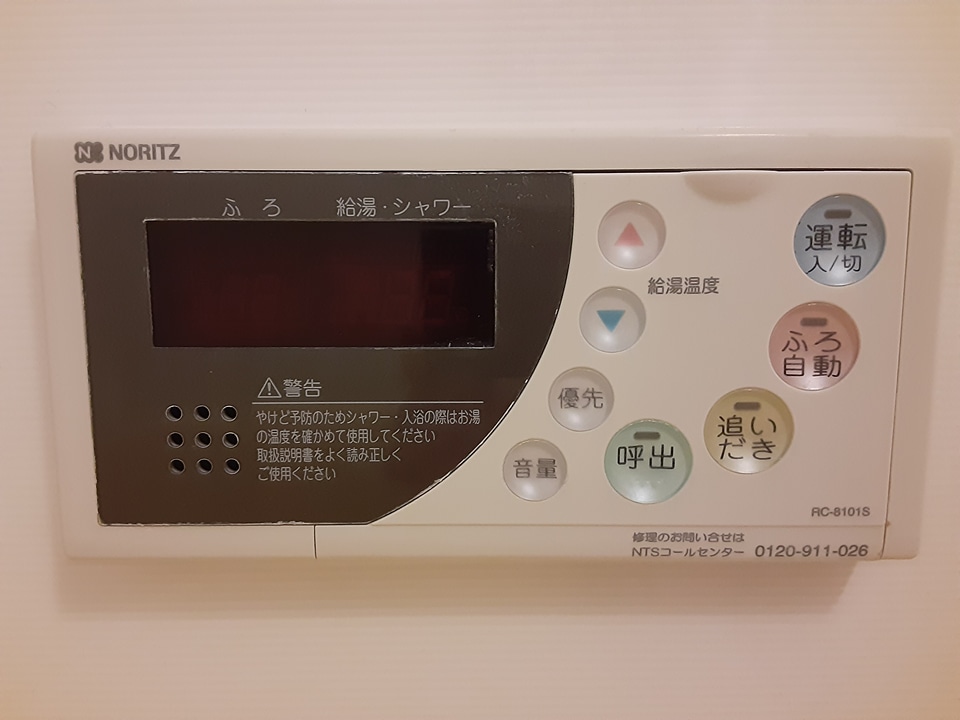 NORITZ
ふろ 給湯・シャワー
運転
入/切
給湯温度
ふろ
自動
警告
やけど予防のためシャワー・入浴の際はお湯
の温度を確かめて使用してください
取扱説明書をよく読み正しく
ご使用ください
優先
追い
だき
呼出
音量
RC-8101S
修理のお問い合せは
NTSコールセンター 0120-911-026